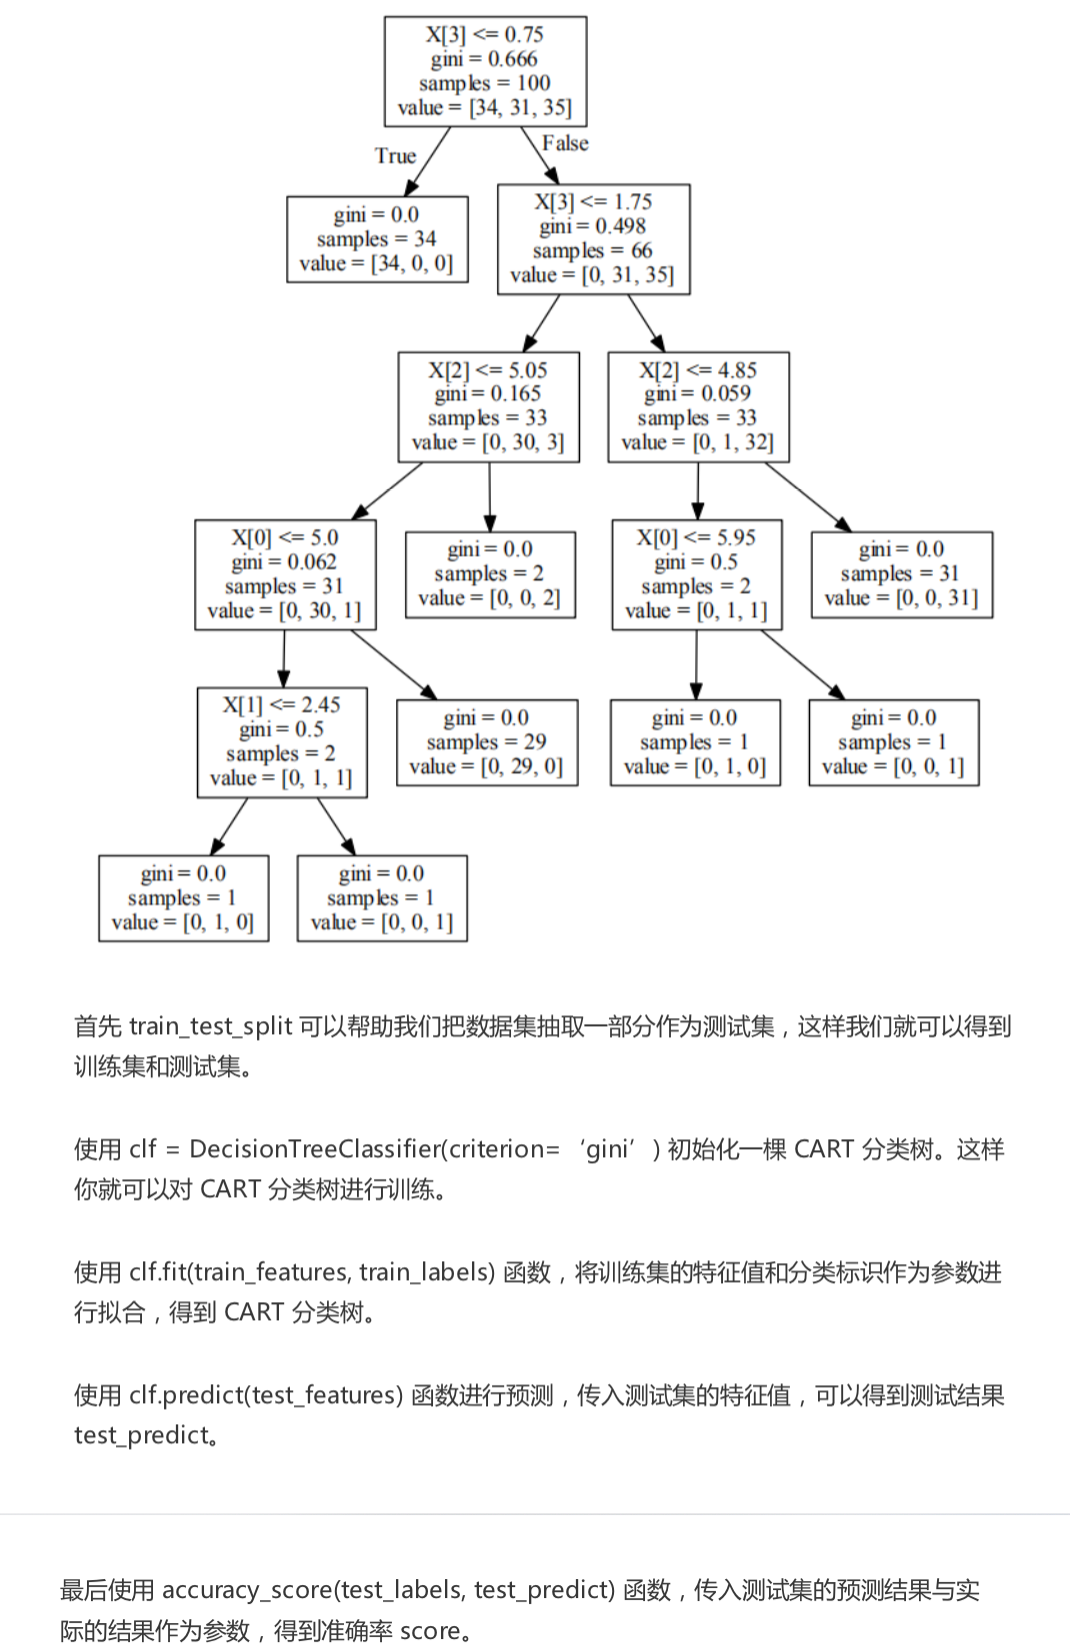 X[3] <= 0.75
gini = 0.666
samples = 100
value = [34, 31, 35]
True
False
gini = 0.0
samples = 34
value = [34, 0, 0]
X[3] <= 1.75
gini = 0.498
samples = 66
value = [0, 31, 35]
X[2] <= 5.05
gini = 0.165
samples = 33
value = [0, 30, 3]
X[2] <= 4.85
gini = 0.059
samples = 33
value = [0, 1, 32]
X[0] <= 5.0
gini = 0.062
samples = 31
value = [0, 30, 1]
gini = 0.0
samples = 2
value = [0, 0, 2]
X[0] <= 5.95
gini = 0.5
samples = 2
value = [0, 1, 1]
gini = 0.0
samples = 31
value = [0, 0, 31]
X[1] <= 2.45
gini = 0.5
samples = 2
value = [0, 1, 1]
gini = 0.0
samples = 29
value = [0, 29, 0]
gini = 0.0
samples = 1
value = [0, 1, 0]
gini = 0.0
samples = 1
value = [0, 0, 1]
gini = 0.0
samples = 1
value = [0, 1, 0]
gini = 0.0
samples = 1
value = [0, 0, 1]
首先 train_test_split 可以帮助我们把数据集抽取一部分作为测试集，这样我们就可以得到
训练集和测试集。
使用 clf = DecisionTreeClassifier(criterion=‘gini’) 初始化一棵 CART 分类树。这样
你就可以对 CART 分类树进行训练。
使用 clf.fit(train_features, train_labels) 函数，将训练集的特征值和分类标识作为参数进
行拟合，得到 CART 分类树。
使用 clf.predict(test_features) 函数进行预测，传入测试集的特征值，可以得到测试结果
test_predict。
最后使用 accuracy_score(test_labels, test_predict) 函数，传入测试集的预测结果与实
际的结果作为参数，得到准确率 score。